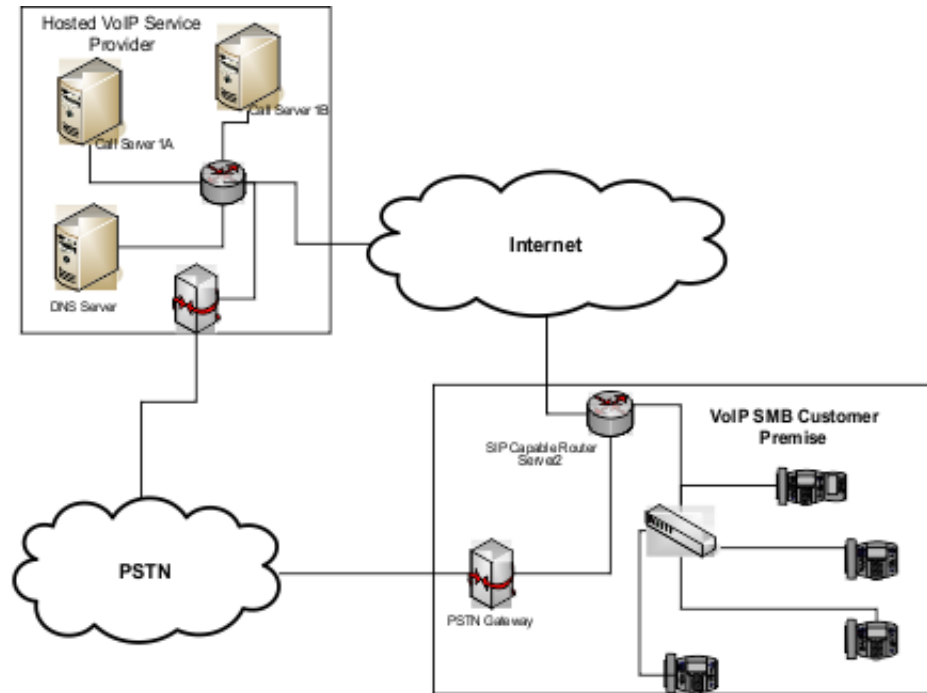 Hosted VoIP Service
Provider
Call Server 1B
Call Server 1A
Internet
DNS Server
VoIP SMB Customer
Premise
SIP Capable Router
Server2
PSTN
PSTN Gateway